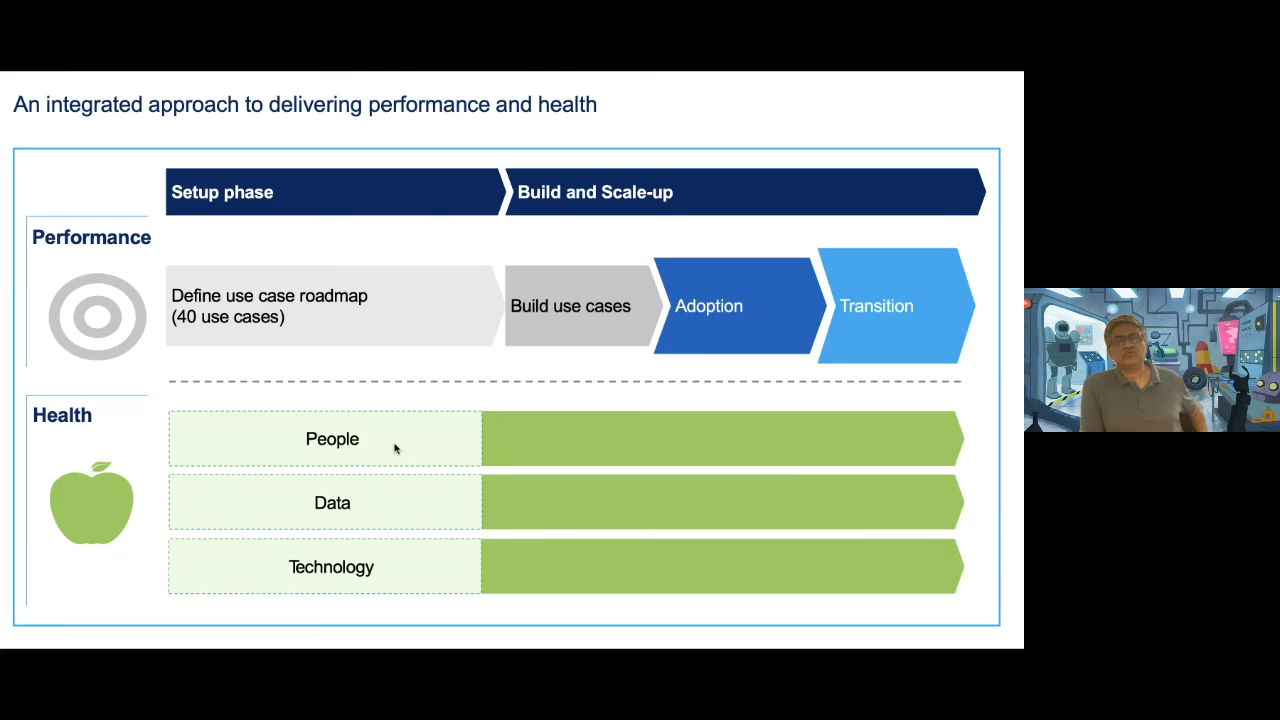 An integrated approach to delivering performance and health
Setup phase
Build and Scale-up
Performance
Define use case roadmap
(40 use cases)
Build use cases
Adoption
Transition
Health
People
Data
Technology